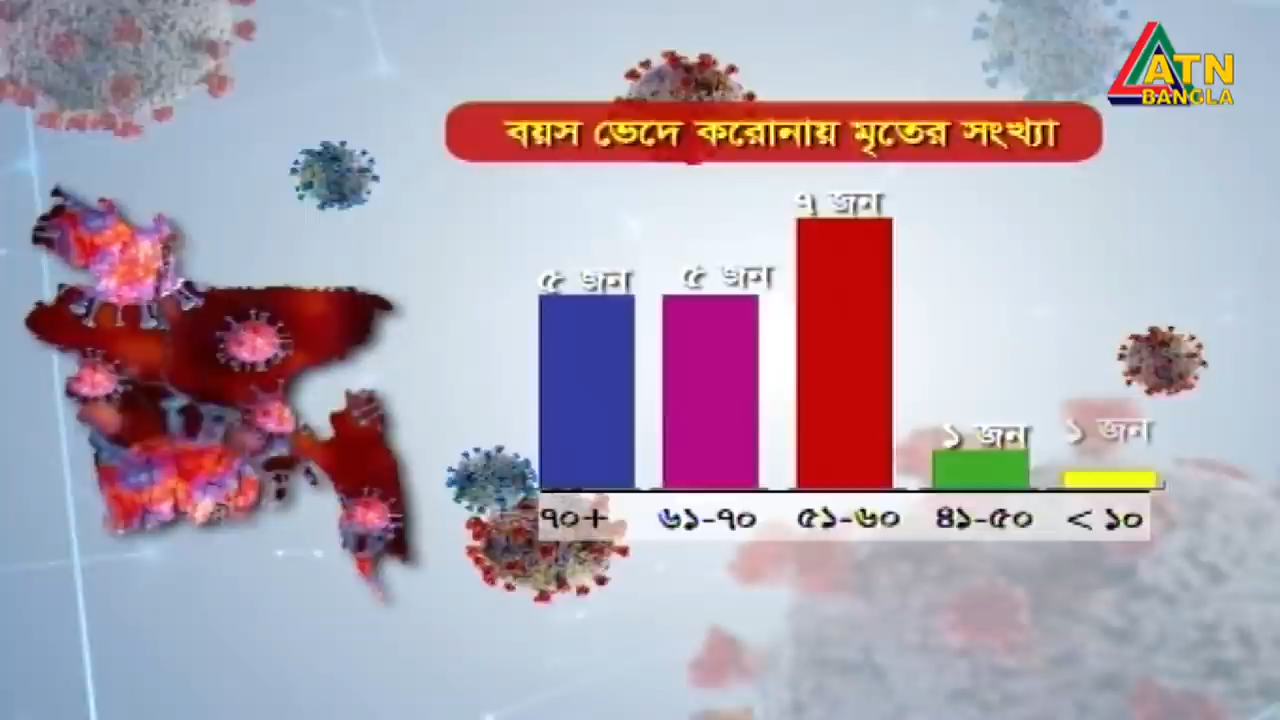 ATN
BANGLA
বয়স ভেদে করোনায় মৃতের সংখ্যা
৫ জন
৫ জন
৭ জন
১ জন
১ জন
৭০+
৬১-৭০
৫১-৬০
৪১-৫০
< ১০